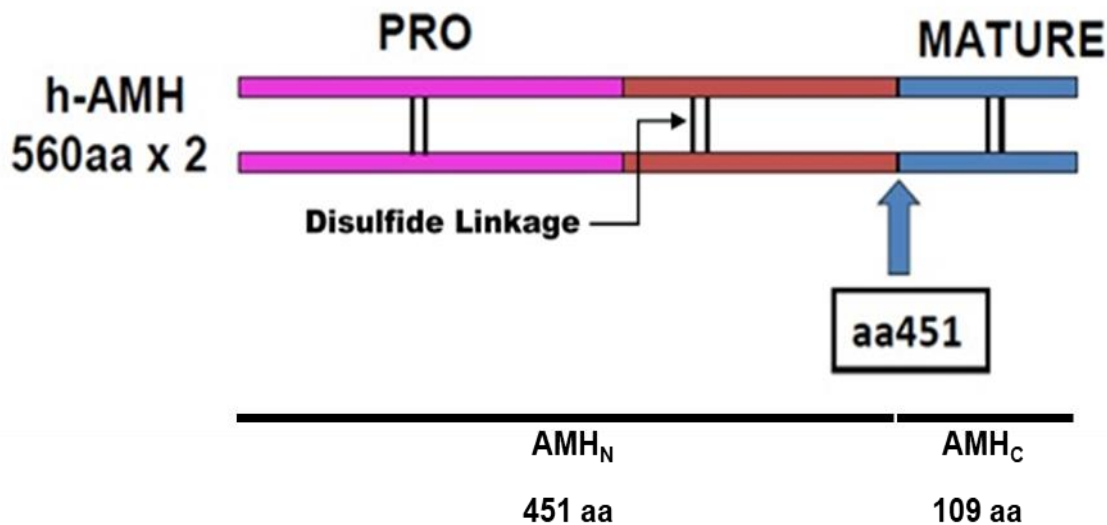 PRO
MATURE
h-AMH
560aa x 2
Disulfide Linkage
aa451
AMHN
AMHC
451 aa
109 aa